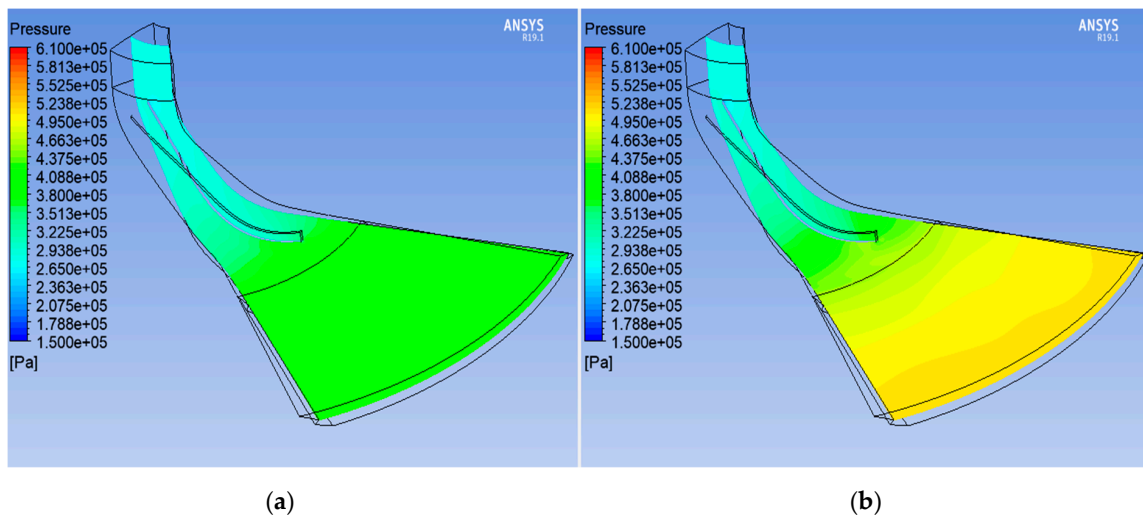 Pressure
6.100e+05
5.813e+05
5.525e+05
5.238e+05
4.950e+05
4.663e+05
4.375e+05
4.088e+05
3.800e+05
3.513e+05
3.225e+05
2.938e+05
2.650e+05
2.363e+05
2.075e+05
1.788e+05
1.500e+05
[Pa]
ANSYS
R19.1
(a)
Pressure
6.100e+05
5.813e+05
5.525e+05
5.238e+05
4.950e+05
4.663e+05
4.375e+05
4.088e+05
3.800e+05
3.513e+05
3.225e+05
2.938e+05
2.650e+05
2.363e+05
2.075e+05
1.788e+05
1.500e+05
[Pa]
ANSYS
R19.1
(b)